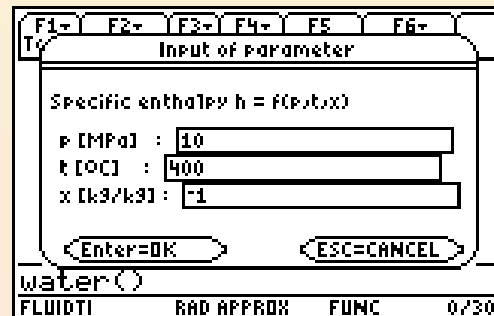 F1 F2 F3 F4 F5 F6
To
Input of parameter
Specific enthalpy h = f(p,t,x)
p [MPa] : 10
t [°C] : 400
x [kg/kg] : -1
Enter=OK ESC=CANCEL
water()
FLUIDTI RAD APPROX FUNC 0/30